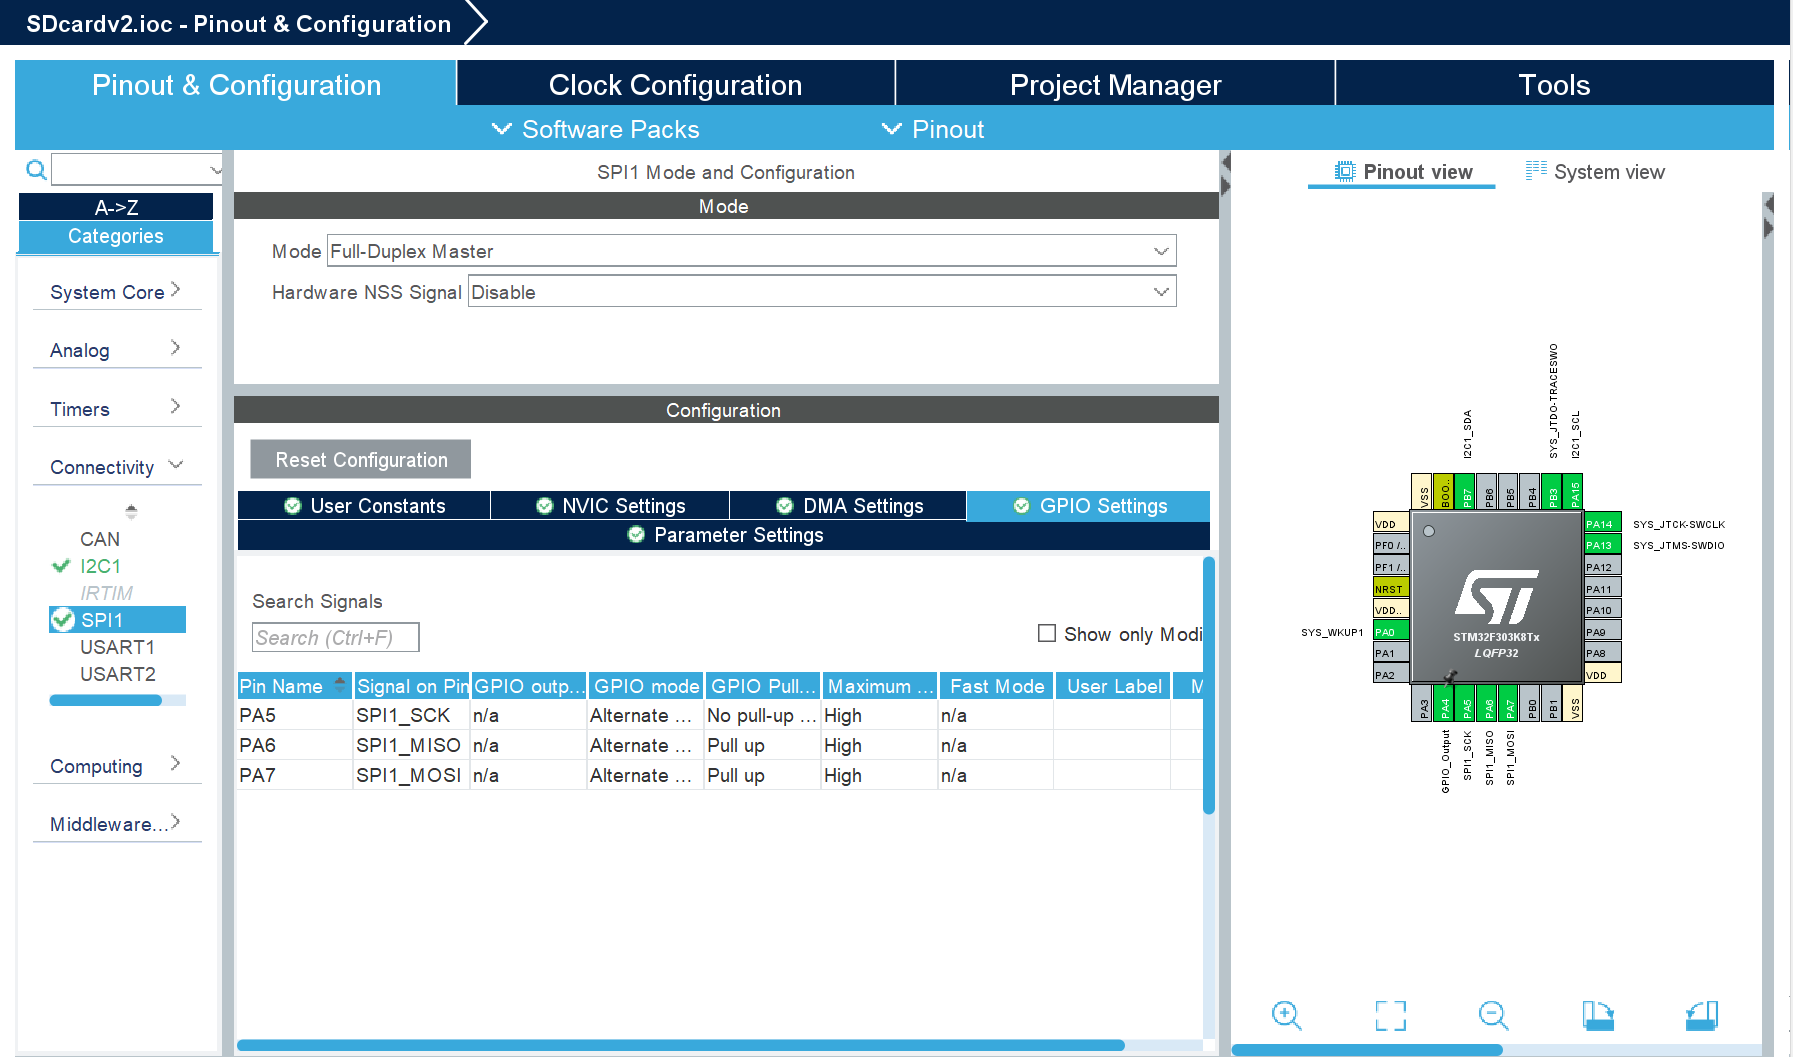 SDcardv2.ioc - Pinout & Configuration
Pinout & Configuration
Clock Configuration
Project Manager
Tools
Software Packs
Pinout
A->Z
Categories
System Core
Analog
Timers
Connectivity
CAN
I2C1
IRTIM
SPI1
USART1
USART2
Computing
Middleware...
SPI1 Mode and Configuration
Mode
Mode Full-Duplex Master
Hardware NSS Signal Disable
Configuration
Reset Configuration
User Constants
NVIC Settings
DMA Settings
GPIO Settings
Parameter Settings
Search Signals
Search (Ctrl+F)
Show only Modi
Pin Name Signal on Pin GPIO outp... GPIO mode GPIO Pull... Maximum ... Fast Mode User Label M
PA5 SPI1_SCK n/a Alternate ... No pull-up ... High n/a
PA6 SPI1_MISO n/a Alternate ... Pull up High n/a
PA7 SPI1_MOSI n/a Alternate ... Pull up High n/a
Pinout view
System view
I2C1_SDA
SYS_JTDO-TRACESWO
I2C1_SCL
VSS
BOO..
PB7
PB6
PB5
PB4
PB3
PA15
VDD
PF0 /..
PF1 /..
NRST
VDD..
SYS_WKUP1
PA0
PA1
PA2
PA14
SYS_JTCK-SWCLK
PA13
SYS_JTMS-SWDIO
PA12
PA11
PA10
PA9
PA8
VDD
ST
STM32F303K8Tx
LQFP32
PA3
PA4
PA5
PA6
PA7
PB0
PB1
VSS
GPIO_Output
SPI1_SCK
SPI1_MISO
SPI1_MOSI